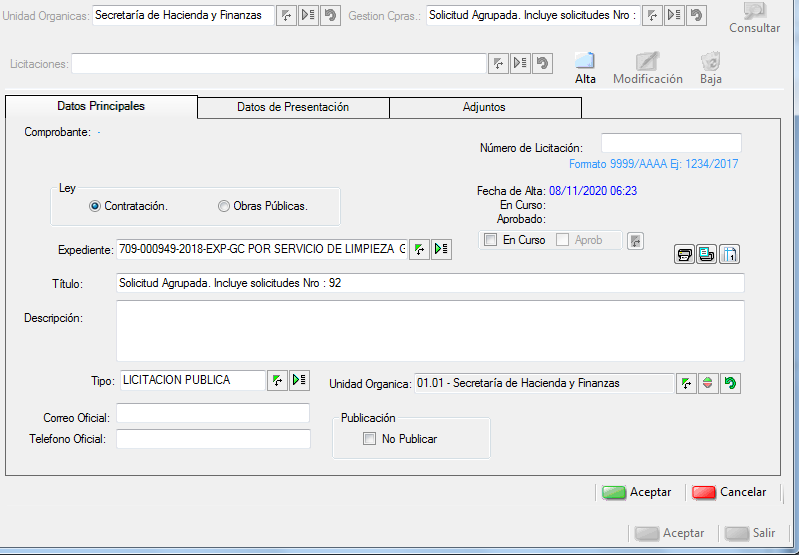 Unidad Organicas: Secretaría de Hacienda y Finanzas Gestion Cpras.: Solicitud Agrupada. Incluye solicitudes Nro :
Consultar
Licitaciones:
Alta Modificación Baja
Datos Principales Datos de Presentación Adjuntos
Comprobante: -
Número de Licitación:
Formato 9999/AAAA Ej: 1234/2017
Ley
Contratación. Obras Públicas.
Fecha de Alta: 08/11/2020 06:23
En Curso:
Aprobado:
En Curso Aprob
Expediente: 709-000949-2018-EXP-GC POR SERVICIO DE LIMPIEZA G
Título: Solicitud Agrupada. Incluye solicitudes Nro : 92
Descripción:
Tipo: LICITACION PUBLICA
Unidad Organica: 01.01 - Secretaría de Hacienda y Finanzas
Correo Oficial:
Telefono Oficial:
Publicación
No Publicar
Aceptar Cancelar
Aceptar Salir